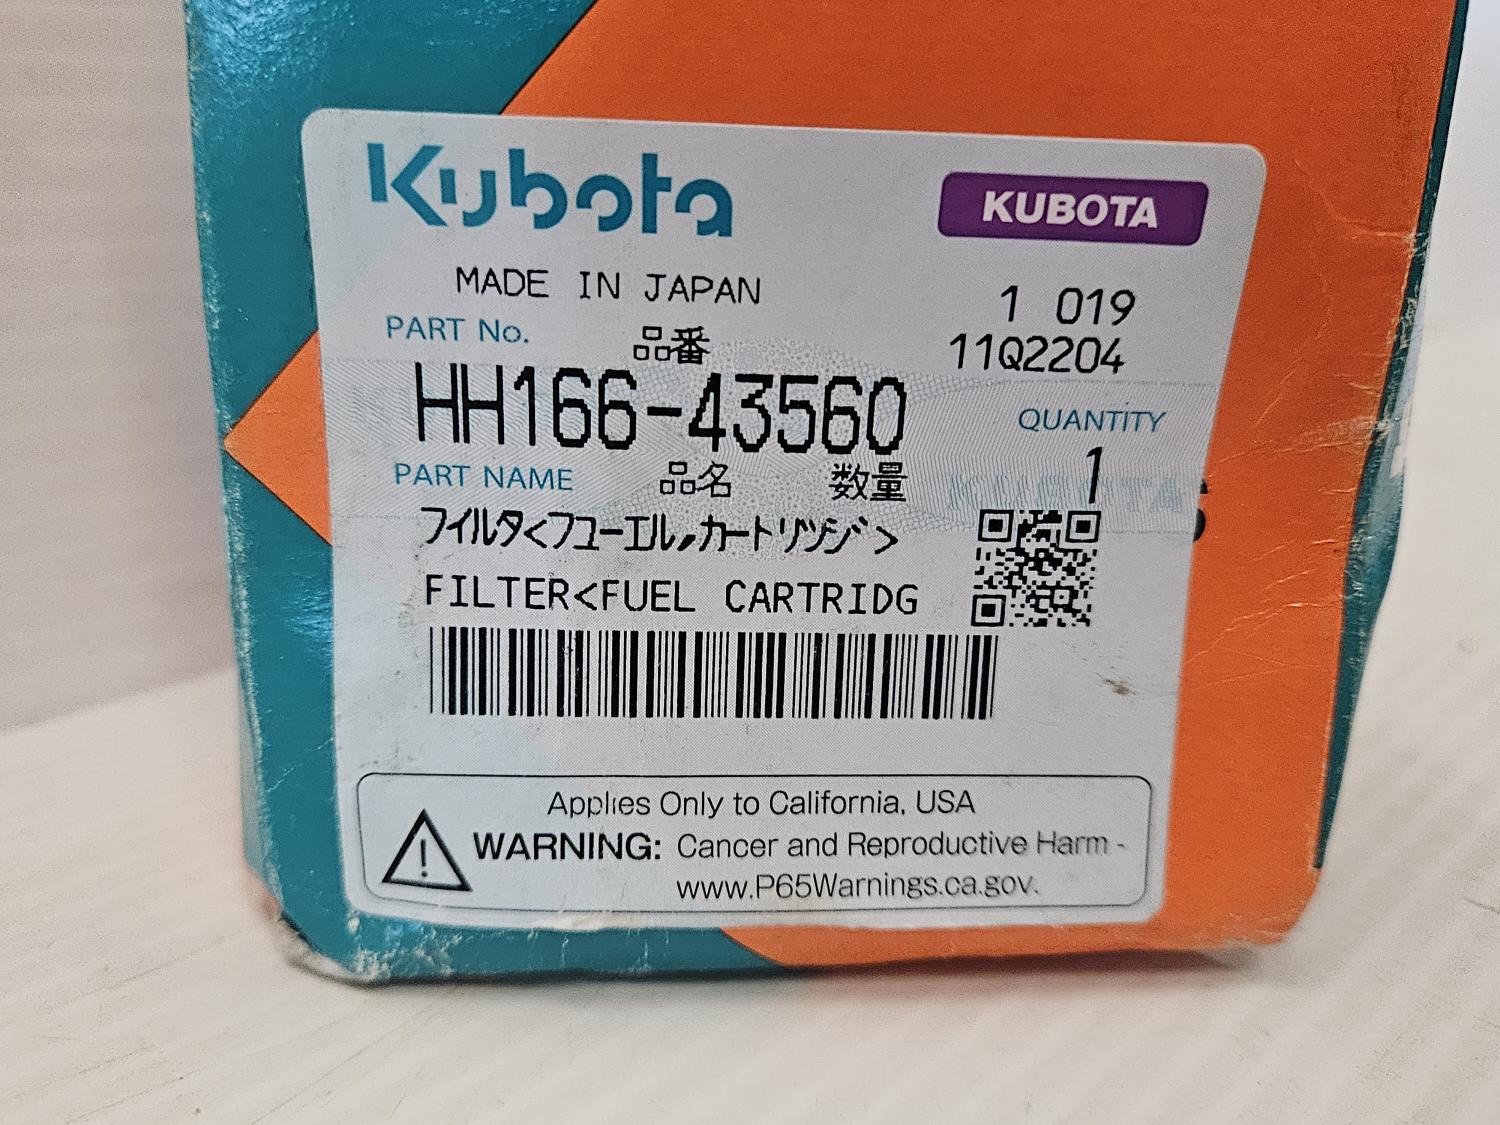 Kubota
KUBOTA
MADE IN JAPAN
1 019
PART No.
品番
11Q2204
HH166-43560
QUANTITY
1
PART NAME
品名
数量
フィルタ<フユーエル,カートリツジ>
FILTER<FUEL CARTRIDG
Applies Only to California, USA
WARNING: Cancer and Reproductive Harm -
www.P65Warnings.ca.gov.